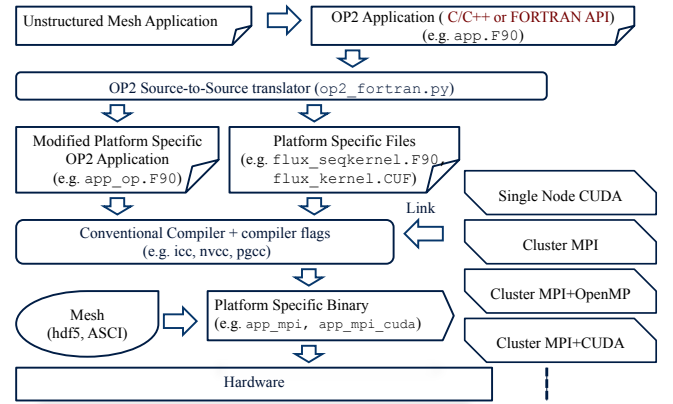 Unstructured Mesh Application
OP2 Application ( C/C++ or FORTRAN API)
(e.g. app.F90)
OP2 Source-to-Source translator (op2_fortran.py)
Modified Platform Specific
OP2 Application
(e.g. app_op.F90)
Platform Specific Files
(e.g. flux_seqkernel.F90,
flux_kernel.CUF)
Link
Single Node CUDA
Conventional Compiler + compiler flags
(e.g. icc, nvcc, pgcc)
Cluster MPI
Cluster MPI+OpenMP
Mesh
(hdf5, ASCI)
Platform Specific Binary
(e.g. app_mpi, app_mpi_cuda)
Cluster MPI+CUDA
Hardware